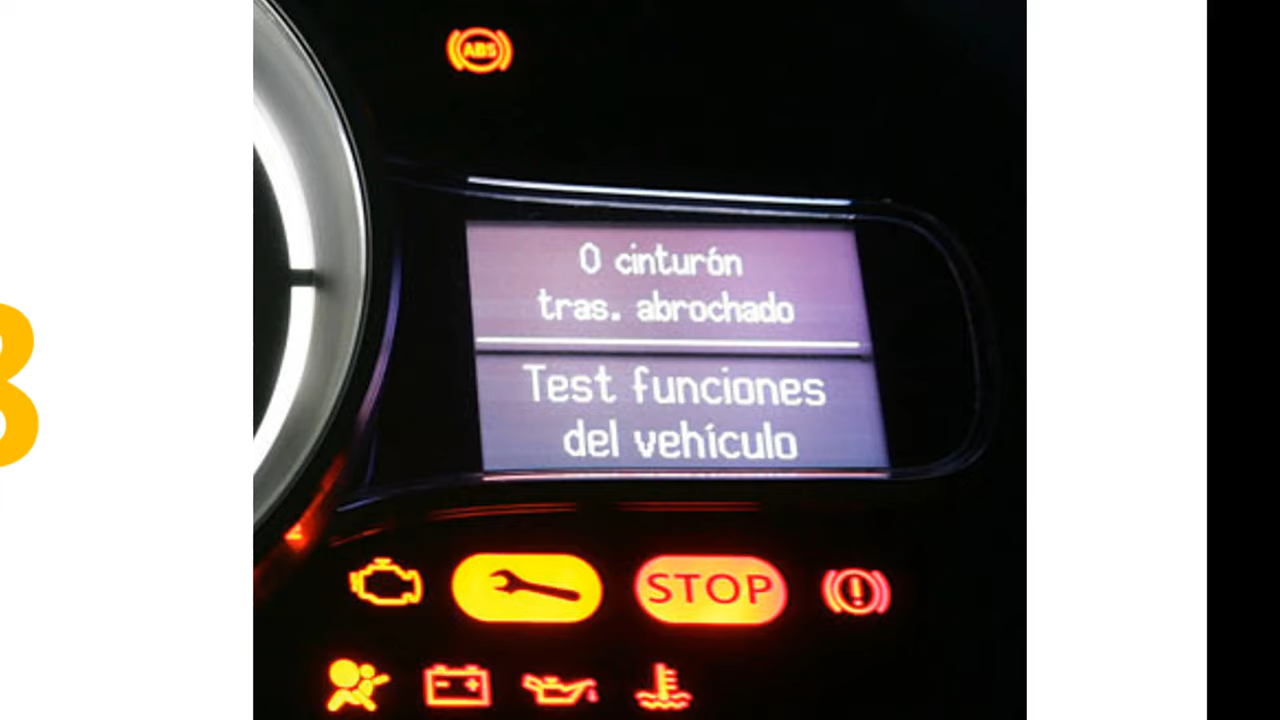 ABS
0 cinturón
tras. abrochado
Test funciones
del vehículo
STOP